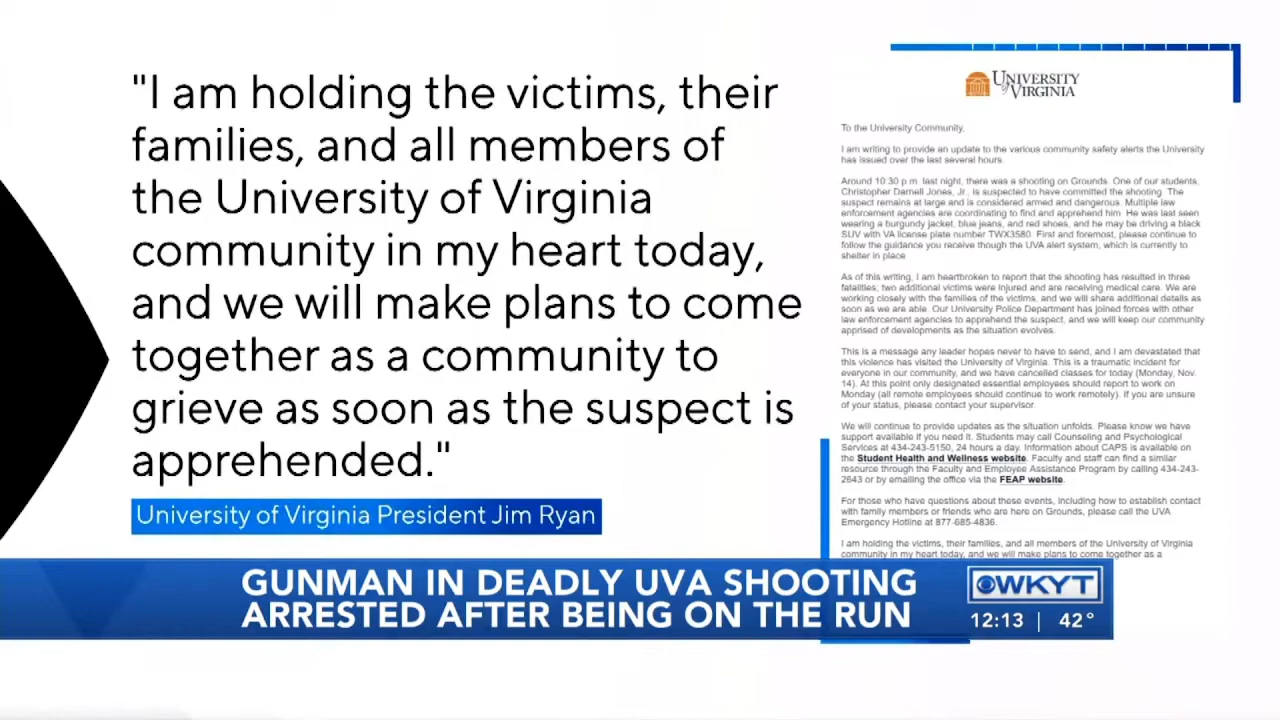 "I am holding the victims, their
families, and all members of
the University of Virginia
community in my heart today,
and we will make plans to come
together as a community to
grieve as soon as the suspect is
apprehended."
University of Virginia President Jim Ryan
UNIVERSITY
of VIRGINIA
To the University Community,
I am writing to provide an update to the various community safety alerts the University
has issued over the last several hours.
Around 10:30 p.m. last night, there was a shooting on Grounds. One of our students,
Christopher Darnell Jones, Jr., is suspected to have committed the shooting. The
suspect remains at large and is considered armed and dangerous. Multiple law
enforcement agencies are coordinating to find and apprehend him. He was last seen
wearing a burgundy jacket, blue jeans, and red shoes, and he may be driving a black
SUV with VA license plate number TWX3580. First and foremost, please continue to
follow the guidance you receive though the UVA alert system, which is currently to
shelter in place
As of this writing, I am heartbroken to report that the shooting has resulted in three
fatalities; two additional victims were injured and are receiving medical care. We are
working closely with the families of the victims, and we will share additional details as
soon as we are able. Our University Police Department has joined forces with other
law enforcement agencies to apprehend the suspect, and we will keep our community
apprised of developments as the situation evolves.
This is a message any leader hopes never to have to send, and I am devastated that
this violence has visited the University of Virginia. This is a traumatic incident for
everyone in our community, and we have cancelled classes for today (Monday, Nov.
14). At this point only designated essential employees should report to work on
Monday (all remote employees should continue to work remotely). If you are unsure
of your status, please contact your supervisor.
We will continue to provide updates as the situation unfolds. Please know we have
support available if you need it. Students may call Counseling and Psychological
Services at 434-243-5150, 24 hours a day. Information about CAPS is available on
the Student Health and Wellness website. Faculty and staff can find a similar
resource through the Faculty and Employee Assistance Program by calling 434-243-
2643 or by emailing the office via the FEAP website.
For those who have questions about these events, including how to establish contact
with family members or friends who are here on Grounds, please call the UVA
Emergency Hotline at 877-685-4836.
I am holding the victims, their families, and all members of the University of Virginia
community in my heart today, and we will make plans to come together as a
GUNMAN IN DEADLY UVA SHOOTING
ARRESTED AFTER BEING ON THE RUN
WKYT
12:13 | 42°